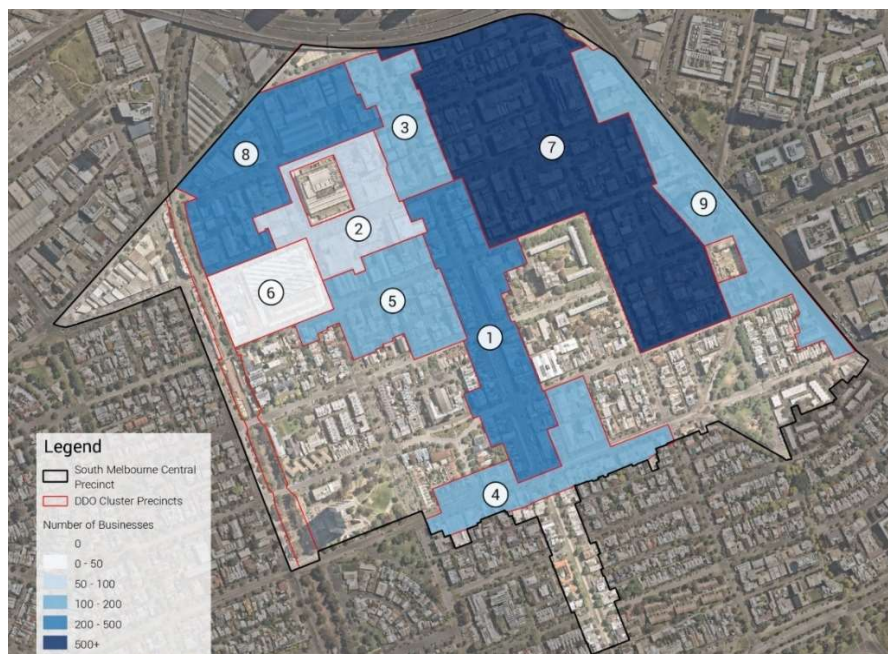 7
3
8
9
2
6
5
1
4
Legend
South Melbourne Central
Precinct
DDO Cluster Precincts
Number of Businesses
0
0 - 50
50 - 100
100 - 200
200 - 500
500+